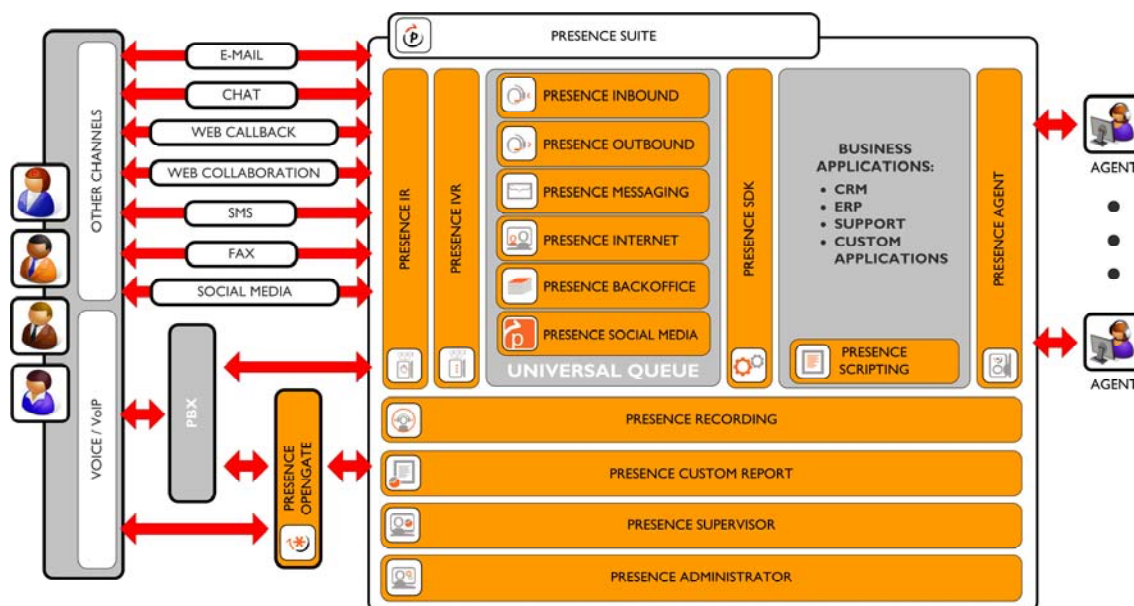 PRESENCE SUITE
OTHER CHANNELS
VOICE / VoIP
E-MAIL
CHAT
WEB CALLBACK
WEB COLLABORATION
SMS
FAX
SOCIAL MEDIA
PBX
PRESENCE
OPENGATE
PRESENCE IR
PRESENCE IVR
PRESENCE INBOUND
PRESENCE OUTBOUND
PRESENCE MESSAGING
PRESENCE INTERNET
PRESENCE BACKOFFICE
PRESENCE SOCIAL MEDIA
UNIVERSAL QUEUE
PRESENCE SDK
BUSINESS
APPLICATIONS:
• CRM
• ERP
• SUPPORT
• CUSTOM
APPLICATIONS
PRESENCE
SCRIPTING
PRESENCE AGENT
AGENT
AGENT
PRESENCE RECORDING
PRESENCE CUSTOM REPORT
PRESENCE SUPERVISOR
PRESENCE ADMINISTRATOR